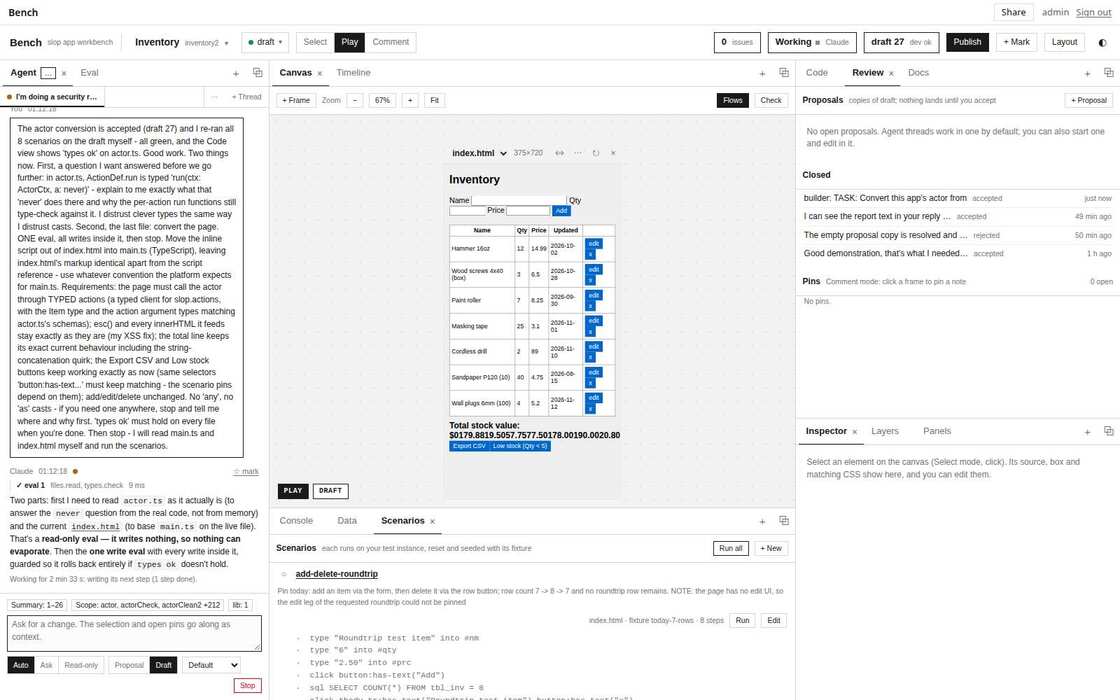 Bench
Share admin Sign out
Bench slop app workbench Inventory inventory2 draft Select Play Comment 0 issues Working Claude draft 27 dev ok Publish + Mark Layout
Agent ... × Eval
I'm doing a security r… ... + Thread
You 01:12:18
The actor conversion is accepted (draft 27) and I re-ran all
8 scenarios on the draft myself - all green, and the Code
view shows 'types ok' on actor.ts. Good work. Two things
now. First, a question I want answered before we go
further: in actor.ts, ActionDef.run is typed 'run(ctx:
ActorCtx, a: never)' - explain to me exactly what that
'never' does there and why the per-action run functions still
type-check against it. I distrust clever types the same way
I distrust casts. Second, the last file: convert the page.
ONE eval, all writes inside it, then stop. Move the inline
script out of index.html into main.ts (TypeScript), leaving
index.html's markup identical apart from the script
reference - use whatever convention the platform expects
for main.ts. Requirements: the page must call the actor
through TYPED actions (a typed client for slop.actions,
with the Item type and the action argument types matching
actor.ts's schemas); esc() and every innerHTML it feeds
stay exactly as they are (my XSS fix); the total line keeps
its exact current behaviour including the string-
concatenation quirk; the Export CSV and Low stock
buttons keep working exactly as now (same selectors
'button:has-text...' must keep matching - the scenario pins
depend on them); add/edit/delete unchanged. No 'any', no
'as' casts - if you need one anywhere, stop and tell me
where and why first. 'types ok' must hold on every file
when you're done. Then stop - I will read main.ts and
index.html myself and run the scenarios.
Claude 01:12:18 ☆ mark
✓ eval 1 files.read, types.check 9 ms
Two parts: first I need to read actor.ts as it actually is (to
answer the never question from the real code, not from memory)
and the current index.html (to base main.ts on the live file).
That's a read-only eval — it writes nothing, so nothing can
evaporate. Then the one write eval with every write inside it,
guarded so it rolls back entirely if types ok doesn't hold.
Working for 2 min 33 s: writing its next step (1 step done).
Summary: 1–26 Scope: actor, actorCheck, actorClean2 +212 lib: 1
Ask for a change. The selection and open pins go along as
context.
Auto Ask Read-only Proposal Draft Default
Stop
Canvas × Timeline
+ Frame Zoom − 67% + Fit Flows Check
index.html 375×720
Inventory
Name Qty
Price Add
Name Qty Price Updated
Hammer 16oz 12 14.99 2026-10-02 edit x
Wood screws 4x40 (box) 3 6.5 2026-10-28 edit x
Paint roller 7 8.25 2026-09-30 edit x
Masking tape 25 3.1 2026-11-01 edit x
Cordless drill 2 89 2026-11-10 edit x
Sandpaper P120 (10) 40 4.75 2026-08-15 edit x
Wall plugs 6mm (100) 4 5.2 2026-11-12 edit x
Total stock value:
$0179.8819.5057.7577.50178.00190.0020.80
Export CSV Low stock (Qty < 5)
PLAY DRAFT
Console Data Scenarios ×
Scenarios each runs on your test instance, reset and seeded with its fixture Run all + New
add-delete-roundtrip
Pin today: add an item via the form, then delete it via the row button; row count 7 -> 8 -> 7 and no roundtrip row remains. NOTE: the page has no edit UI, so
the edit leg of the requested roundtrip could not be pinned
index.html · fixture today-7-rows · 8 steps Run Edit
· type "Roundtrip test item" into #nm
· type "6" into #qty
· type "2.50" into #prc
· click button:has-text("Add")
· sql SELECT COUNT(*) FROM tbl_inv = 8
Code Review × Docs
Proposals copies of draft; nothing lands until you accept + Proposal
No open proposals. Agent threads work in one by default; you can also start one
and edit in it.
Closed
builder: TASK: Convert this app's actor from accepted just now
I can see the report text in your reply … accepted 49 min ago
The empty proposal copy is resolved and … rejected 50 min ago
Good demonstration, that's what I needed… accepted 1 h ago
Pins Comment mode: click a frame to pin a note 0 open
No pins.
Inspector × Layers Panels
Select an element on the canvas (Select mode, click). Its source, box and
matching CSS show here, and you can edit them.